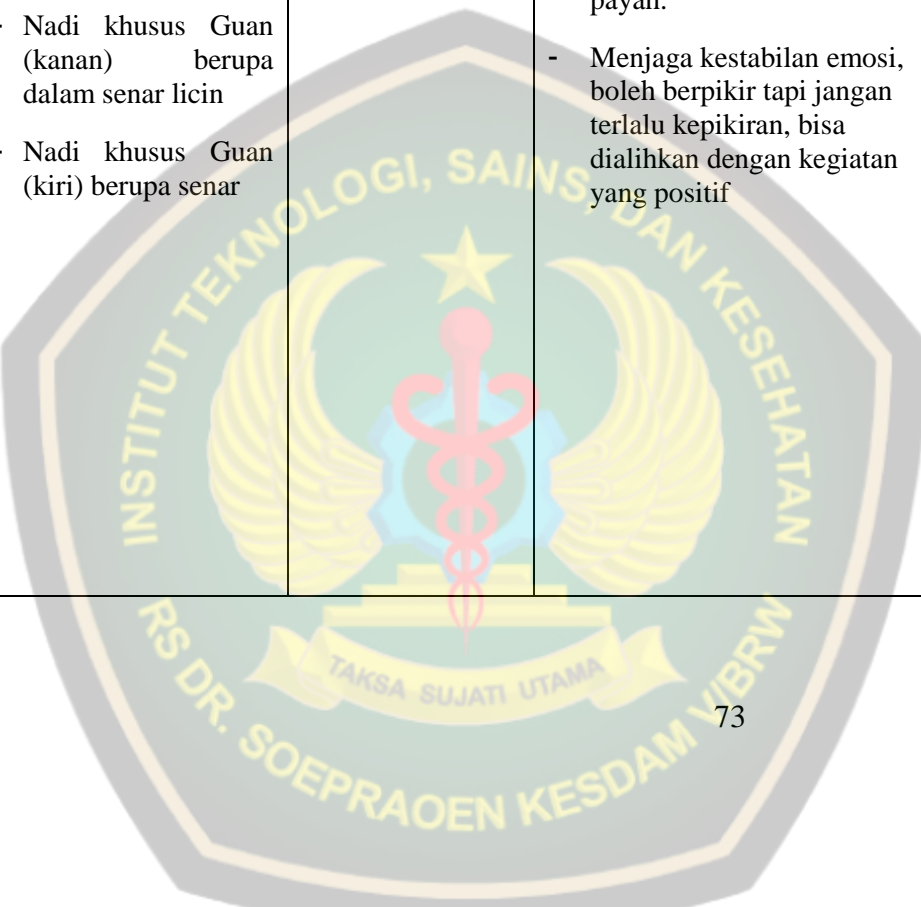 - Nadi khusus Guan
(kanan) berupa
dalam senar licin
- Nadi khusus Guan
(kiri) berupa senar
payah.
- Menjaga kestabilan emosi,
boleh berpikir tapi jangan
terlalu kepikiran, bisa
dialihkan dengan kegiatan
yang positif
INSTITUT TEKNOLOGI, SAINS, DAN KESEHATAN
TAKSA SUJATI UTAMA
RS DR. SOEPRAOEN KESDAM V/BRW
73